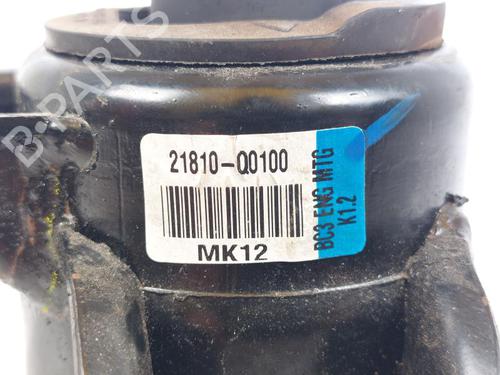 B-PARTS
21810-Q0100
MK12
BC3 ENG MTG
K1.2